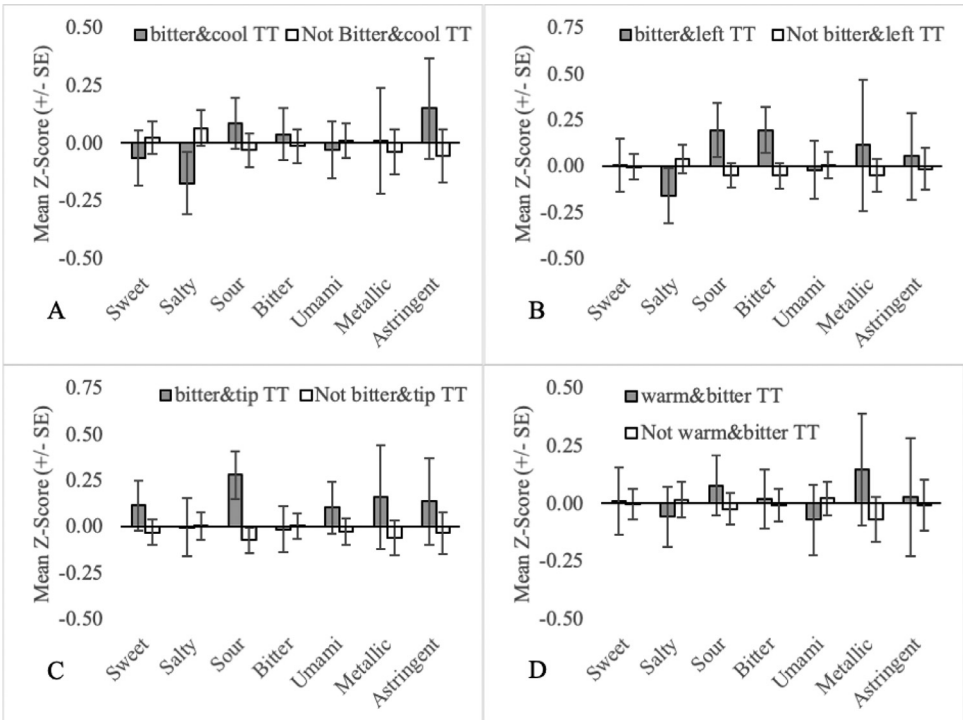 bitter&cool TT Not Bitter&cool TT
Mean Z-Score (+/- SE)
0.50
0.25
0.00
-0.25
-0.50
Sweet
Salty
Sour
Bitter
Umami
Metallic
Astringent
A
bitter&left TT Not bitter&left TT
Mean Z-Score (+/- SE)
0.75
0.50
0.25
0.00
-0.25
-0.50
Sweet
Salty
Sour
Bitter
Umami
Metallic
Astringent
B
bitter&tip TT Not bitter&tip TT
Mean Z-Score (+/- SE)
0.75
0.50
0.25
0.00
-0.25
-0.50
Sweet
Salty
Sour
Bitter
Umami
Metallic
Astringent
C
warm&bitter TT
Not warm&bitter TT
Mean Z-Score (+/- SE)
0.50
0.25
0.00
-0.25
-0.50
Sweet
Salty
Sour
Bitter
Umami
Metallic
Astringent
D